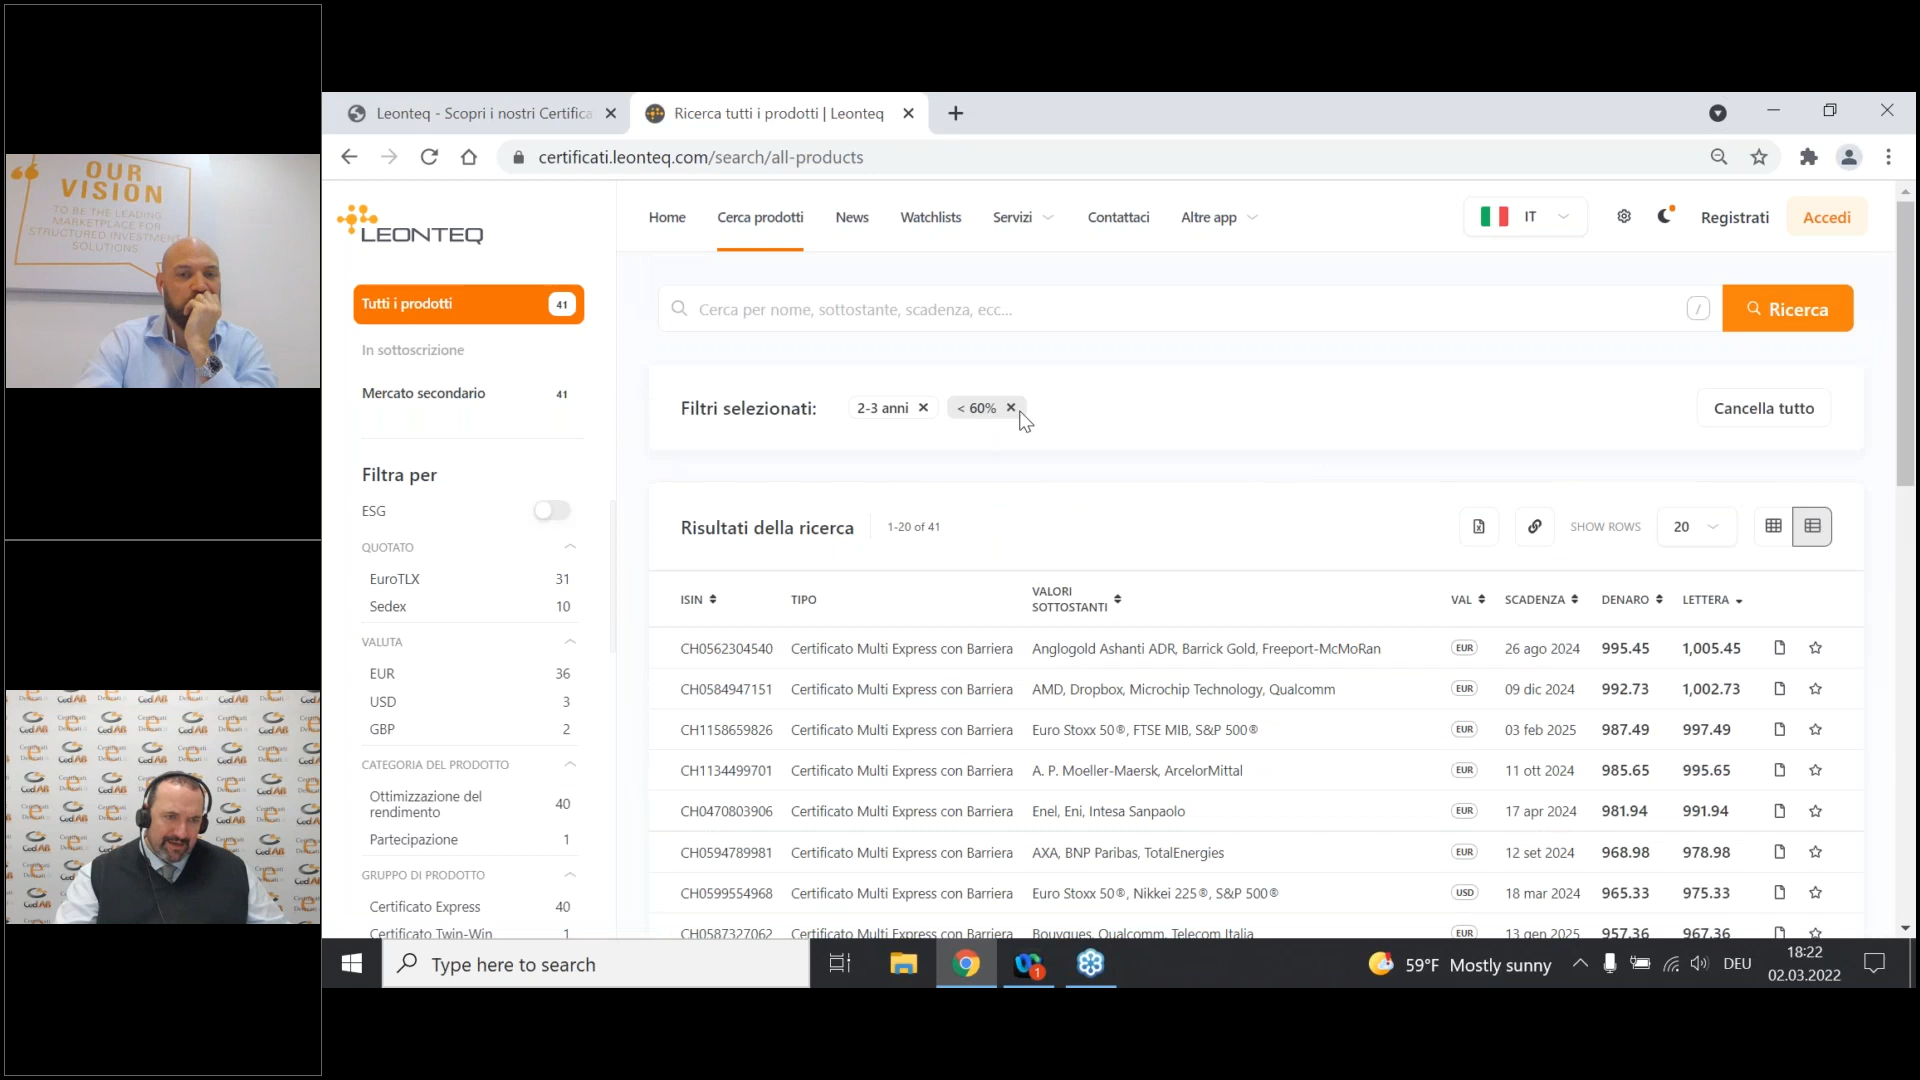 OUR
VISION
TO BE THE LEADING
MARKETPLACE FOR
STRUCTURED INVESTMENT
SOLUTIONS
Leonteq - Scopri i nostri Certifica
Ricerca tutti i prodotti | Leonteq
certificati.leonteq.com/search/all-products
LEONTEQ
Home
Cerca prodotti
News
Watchlists
Servizi
Contattaci
Altre app
IT
Registrati
Accedi
Tutti i prodotti 41
In sottoscrizione
Mercato secondario 41
Cerca per nome, sottostante, scadenza, ecc...
/
Ricerca
Filtri selezionati: 2-3 anni < 60%
Cancella tutto
Filtra per
ESG
QUOTATO
EuroTLX 31
Sedex 10
VALUTA
EUR 36
USD 3
GBP 2
CATEGORIA DEL PRODOTTO
Ottimizzazione del
rendimento 40
Partecipazione 1
GRUPPO DI PRODOTTO
Certificato Express 40
Certificato Twin-Win 1
Risultati della ricerca 1-20 of 41
SHOW ROWS 20
ISIN TIPO VALORI SOTTOSTANTI VAL SCADENZA DENARO LETTERA
CH0562304540 Certificato Multi Express con Barriera Anglogold Ashanti ADR, Barrick Gold, Freeport-McMoRan EUR 26 ago 2024 995.45 1,005.45
CH0584947151 Certificato Multi Express con Barriera AMD, Dropbox, Microchip Technology, Qualcomm EUR 09 dic 2024 992.73 1,002.73
CH1158659826 Certificato Multi Express con Barriera Euro Stoxx 50®, FTSE MIB, S&P 500® EUR 03 feb 2025 987.49 997.49
CH1134499701 Certificato Multi Express con Barriera A. P. Moeller-Maersk, ArcelorMittal EUR 11 ott 2024 985.65 995.65
CH0470803906 Certificato Multi Express con Barriera Enel, Eni, Intesa Sanpaolo EUR 17 apr 2024 981.94 991.94
CH0594789981 Certificato Multi Express con Barriera AXA, BNP Paribas, TotalEnergies EUR 12 set 2024 968.98 978.98
CH0599554968 Certificato Multi Express con Barriera Euro Stoxx 50®, Nikkei 225®, S&P 500® USD 18 mar 2024 965.33 975.33
CH0587327062 Certificato Multi Express con Barriera Bouygues, Qualcomm, Telecom Italia EUR 13 gen 2025 957.36 967.36
Type here to search
1
59°F Mostly sunny
DEU
18:22
02.03.2022